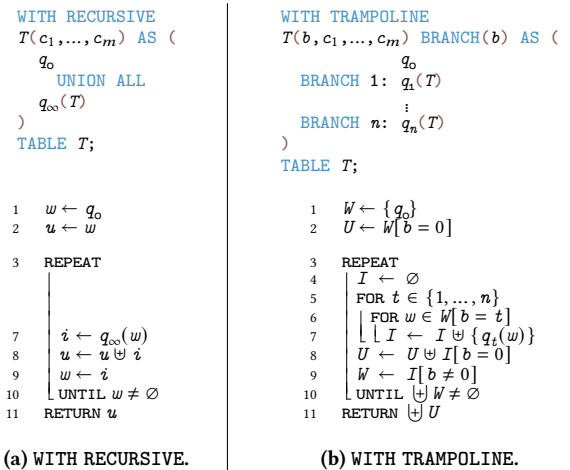 WITH RECURSIVE
T(c₁,...,cₘ) AS (
q₀
UNION ALL
q∞(T)
)
TABLE T;
1 w ← q₀
2 u ← w
3 REPEAT
7 i ← q∞(w)
8 u ← u ⊎ i
9 w ← i
10 UNTIL w ≠ ∅
11 RETURN u
(a) WITH RECURSIVE.
WITH TRAMPOLINE
T(b,c₁,...,cₘ) BRANCH(b) AS (
q₀
BRANCH 1: q₁(T)
⋮
BRANCH n: qₙ(T)
)
TABLE T;
1 W ← {q₀}
2 U ← W[b = 0]
3 REPEAT
4 I ← ∅
5 FOR t ∈ {1, ..., n}
6 FOR w ∈ W[b = t]
7 I ← I ⊎ {qₜ(w)}
8 U ← U ⊎ I[b = 0]
9 W ← I[b ≠ 0]
10 UNTIL ⊎ W ≠ ∅
11 RETURN ⊎ U
(b) WITH TRAMPOLINE.